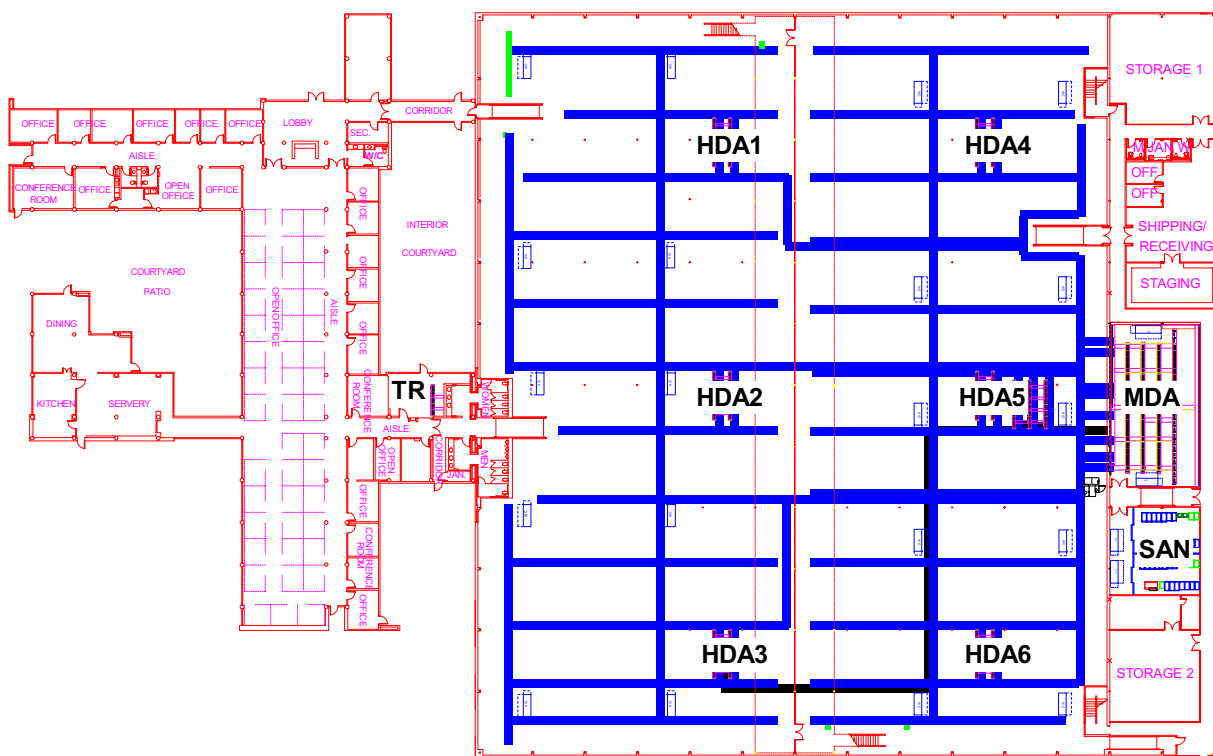 STORAGE 1
OFFICE
OFFICE
OFFICE
OFFICE
OFFICE
LOBBY
CORRIDOR
SEC.
W/C
AISLE
HDA1
HDA4
M
JAN
W
OFF
OFF
CONFERENCE
ROOM
OFFICE
OPEN
OFFICE
OFFICE
OFFICE
INTERIOR
COURTYARD
SHIPPING/
RECEIVING
COURTYARD
PATIO
OFFICE
STAGING
OPEN OFFICE
AISLE
DINING
OFFICE
CONFERENCE
ROOM
TR
WOMEN
HDA2
HDA5
MDA
KITCHEN
SERVERY
AISLE
OPEN
OFFICE
CORRIDOR
JAN.
MEN
OFFICE
CONFERENCE
ROOM
SAN
OFFICE
HDA3
HDA6
STORAGE 2